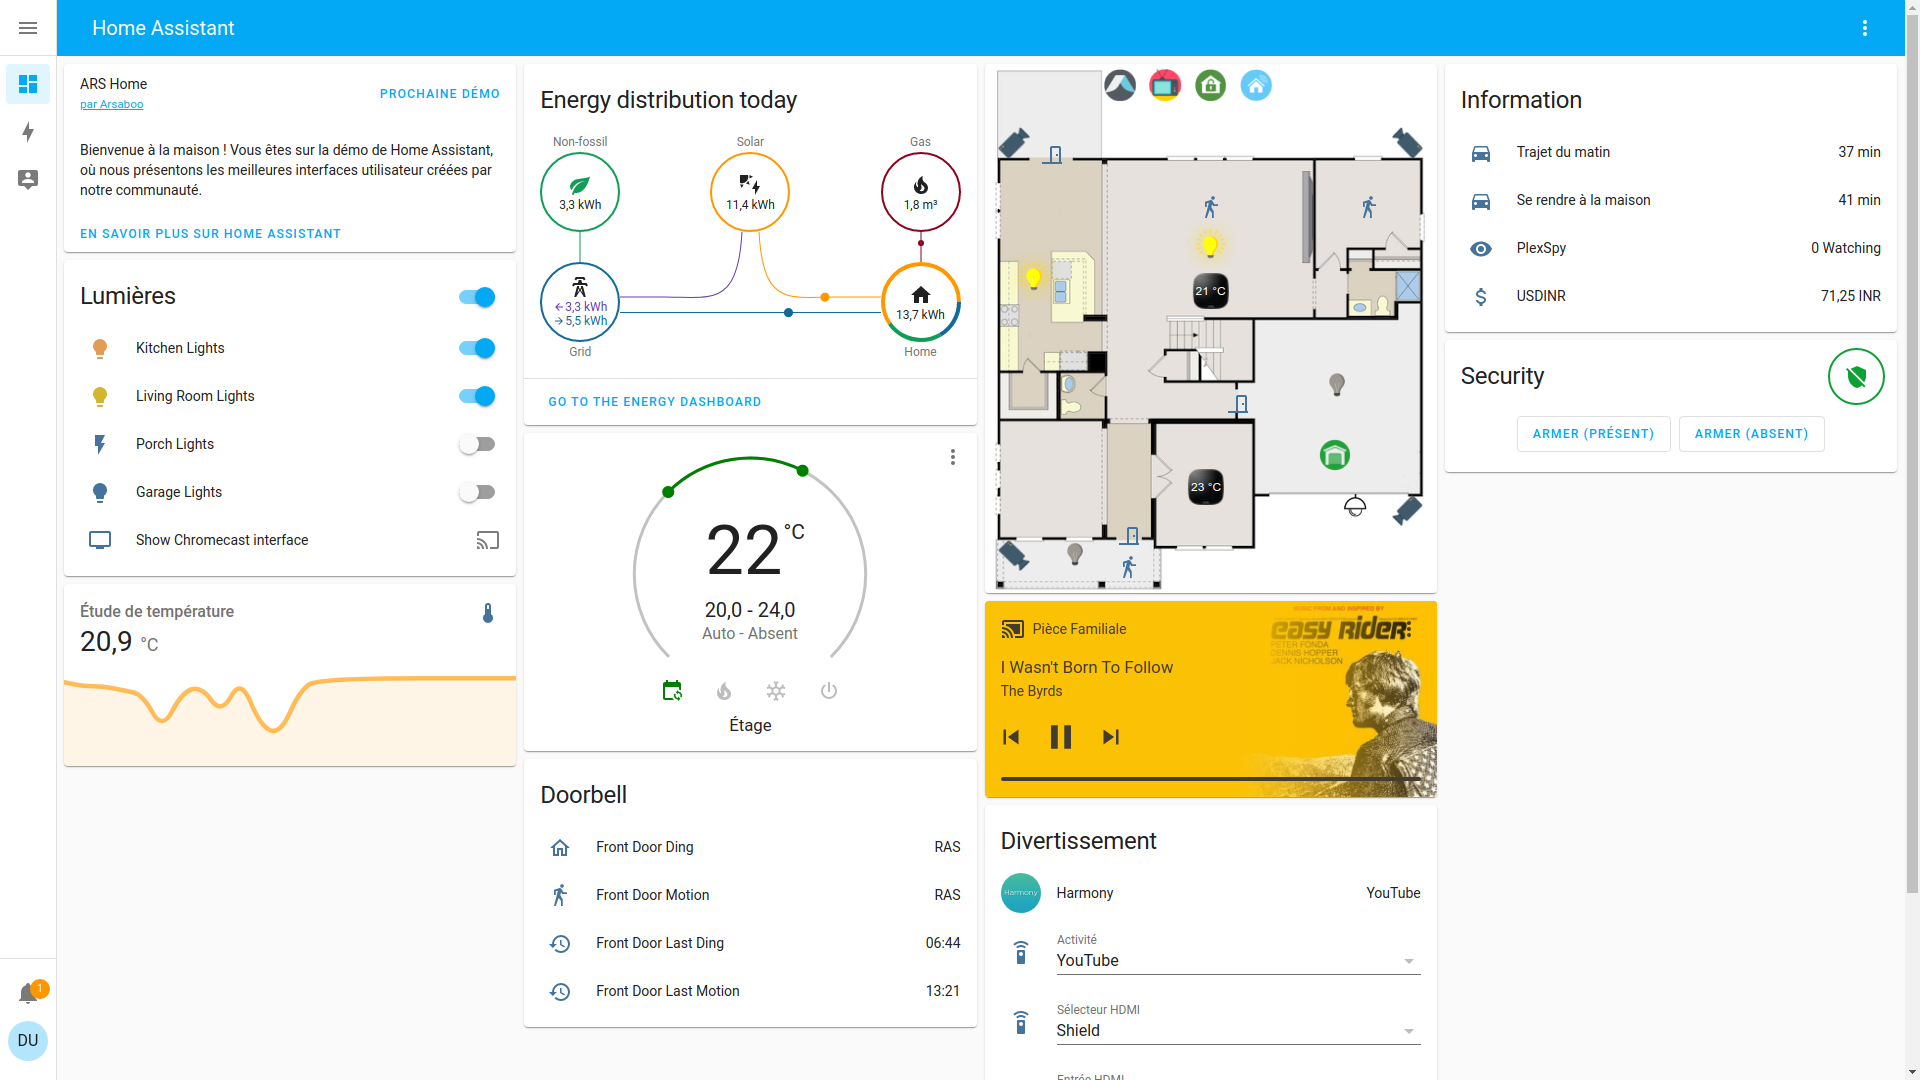 Home Assistant
ARS Home
par Arsaboo
PROCHAINE DÉMO
Bienvenue à la maison ! Vous êtes sur la démo de Home Assistant,
où nous présentons les meilleures interfaces utilisateur créées par
notre communauté.
EN SAVOIR PLUS SUR HOME ASSISTANT
Lumières
Kitchen Lights
Living Room Lights
Porch Lights
Garage Lights
Show Chromecast interface
Étude de température
20,9 °C
1
DU
Energy distribution today
Non-fossil
Solar
Gas
3,3 kWh
11,4 kWh
1,8 m³
3,3 kWh
5,5 kWh
13,7 kWh
Grid
Home
GO TO THE ENERGY DASHBOARD
22 °C
20,0 - 24,0
Auto - Absent
Étage
Doorbell
Front Door Ding RAS
Front Door Motion RAS
Front Door Last Ding 06:44
Front Door Last Motion 13:21
21 °C
23 °C
Pièce Familiale
I Wasn't Born To Follow
The Byrds
MUSIC FROM AND INSPIRED BY
easy rider
PETER FONDA
DENNIS HOPPER
JACK NICHOLSON
Divertissement
Harmony
Harmony YouTube
Activité
YouTube
Sélecteur HDMI
Shield
Entrée HDMI
Information
Trajet du matin 37 min
Se rendre à la maison 41 min
PlexSpy 0 Watching
USDINR 71,25 INR
Security
ARMER (PRÉSENT)
ARMER (ABSENT)